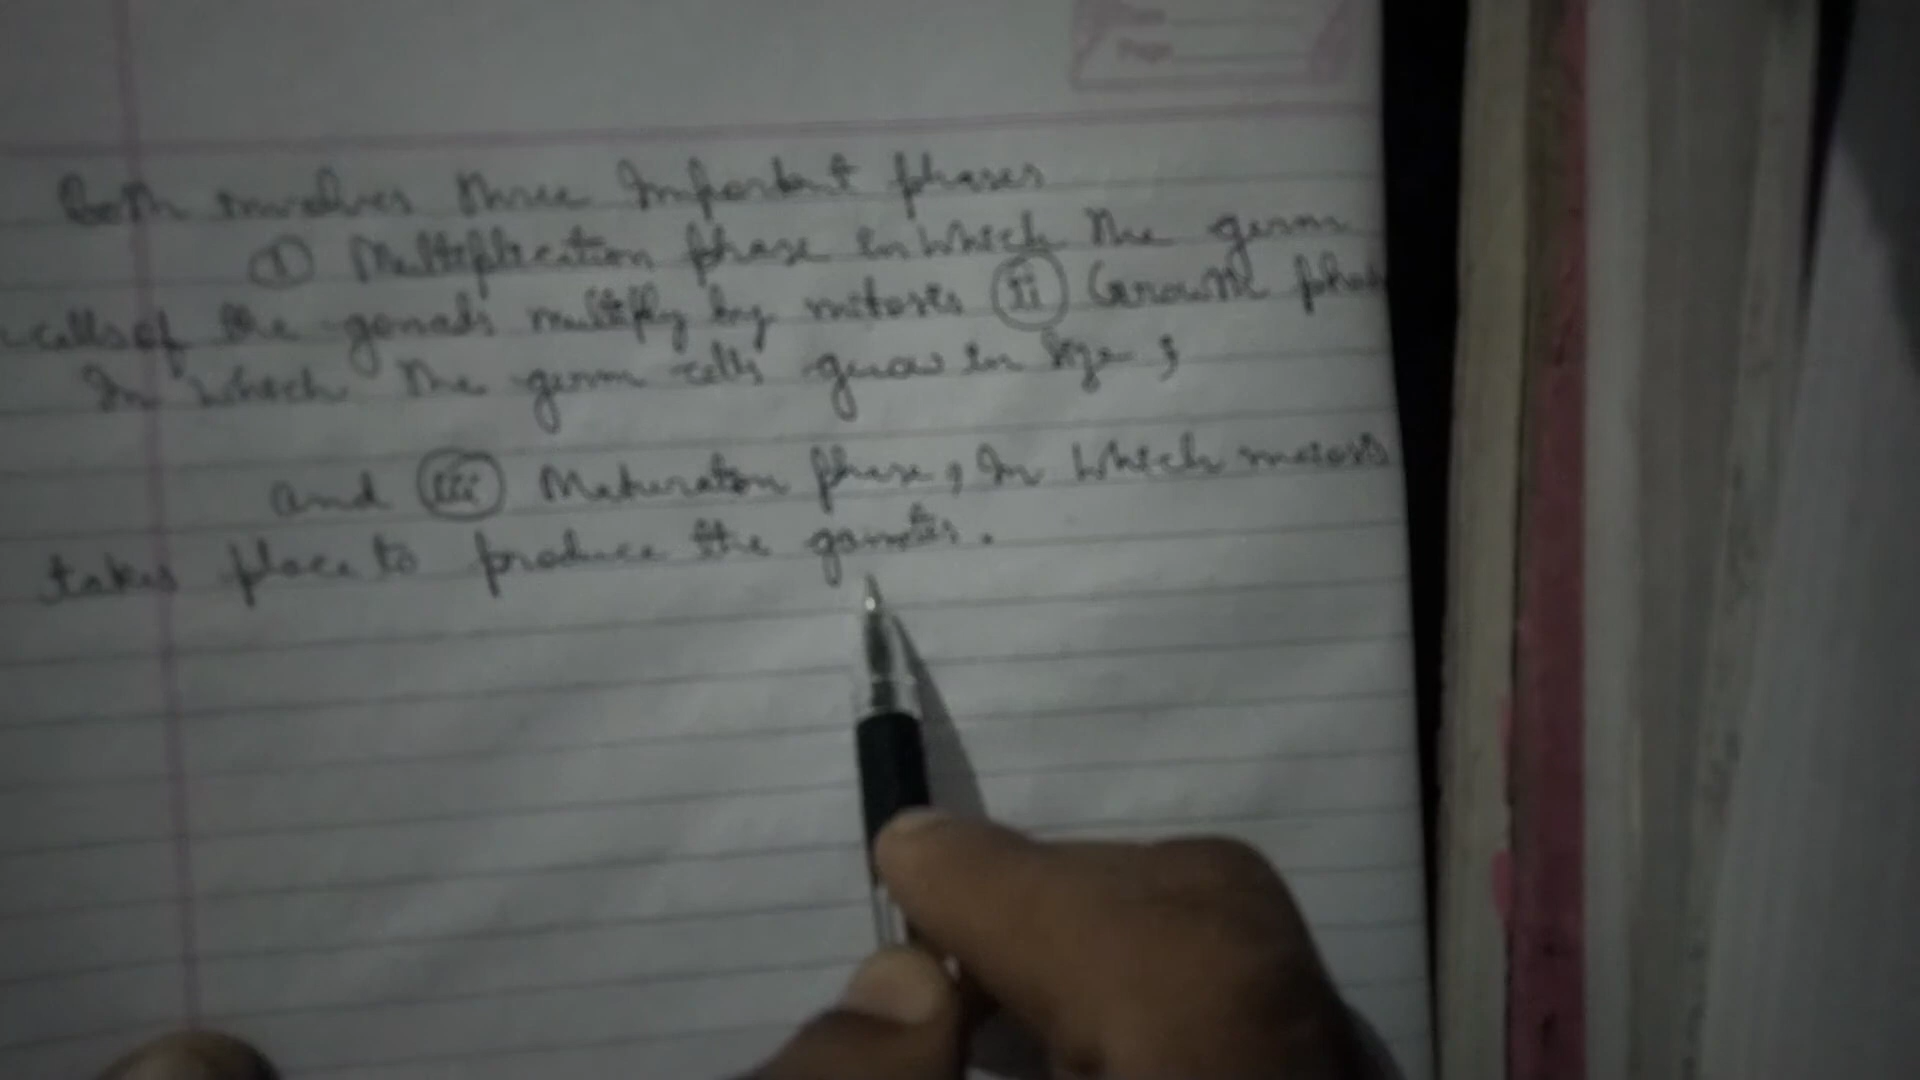 Page
Both involves three Important phases
(i) Multiplication phase in which the germ
cells of the gonads multiply by mitosis (ii) Growth phas
In which the germ cells grow in size ;
and (iii) Maturation phase, In which meiosis
takes place to produce the gametes.